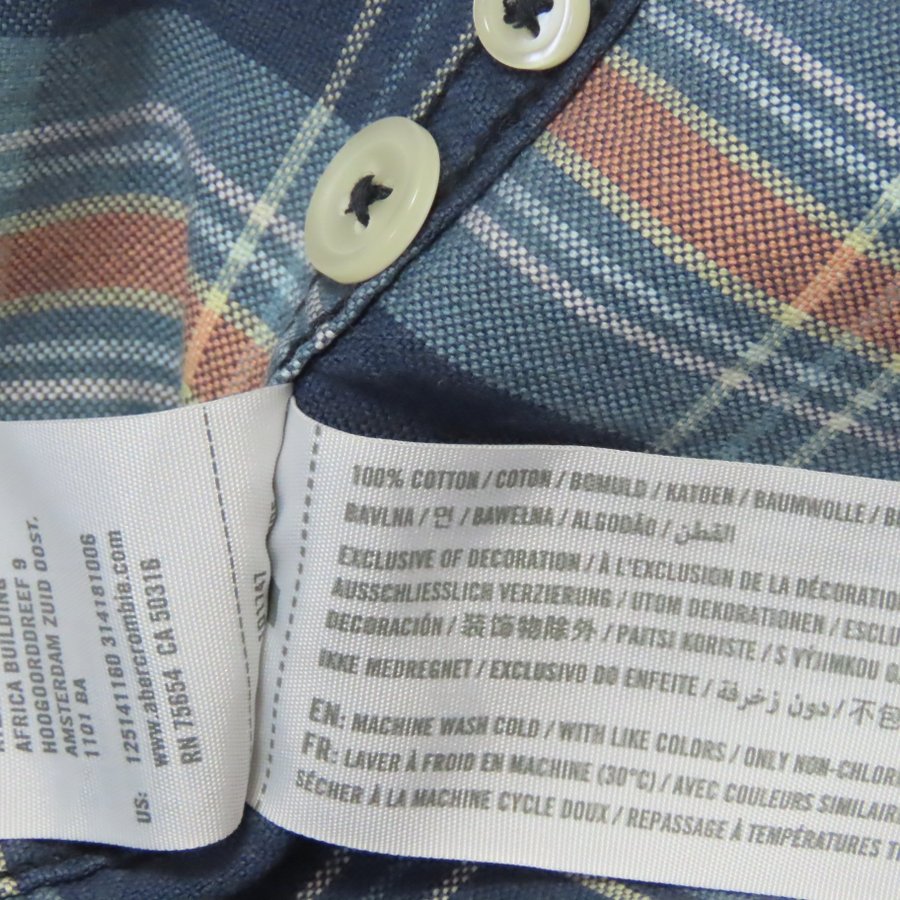 AFRICA BUILDING
HOOGOORDDREEF 9
AMSTERDAM ZUID OOST.
1101 BA
125141160 314181006
US: www.abercrombie.com
RN 75654 CA 50316
100% COTTON / COTON / BOMULD / KATOEN / BAUMWOLLE /
BAVLNA / 면 / BAWEŁNA / ALGODÃO / القطن
EXCLUSIVE OF DECORATION / À L'EXCLUSION DE LA DÉCORATION
AUSSCHLIESSLICH VERZIERUNG / UTOM DEKORATIONEN /
DECORACIÓN / 装饰物除外 / PAITSI KORISTE / S VÝJIMKOU
IKKE MEDREGNET / EXCLUSIVO DO ENFEITE / دون زخرفة / 不包
EN: MACHINE WASH COLD / WITH LIKE COLORS / ONLY NON-CHLOR
FR: LAVER À FROID EN MACHINE (30°C) / AVEC COULEURS SIMILAIR
SÉCHER À LA MACHINE CYCLE DOUX / REPASSAGE À TEMPÉRATURES